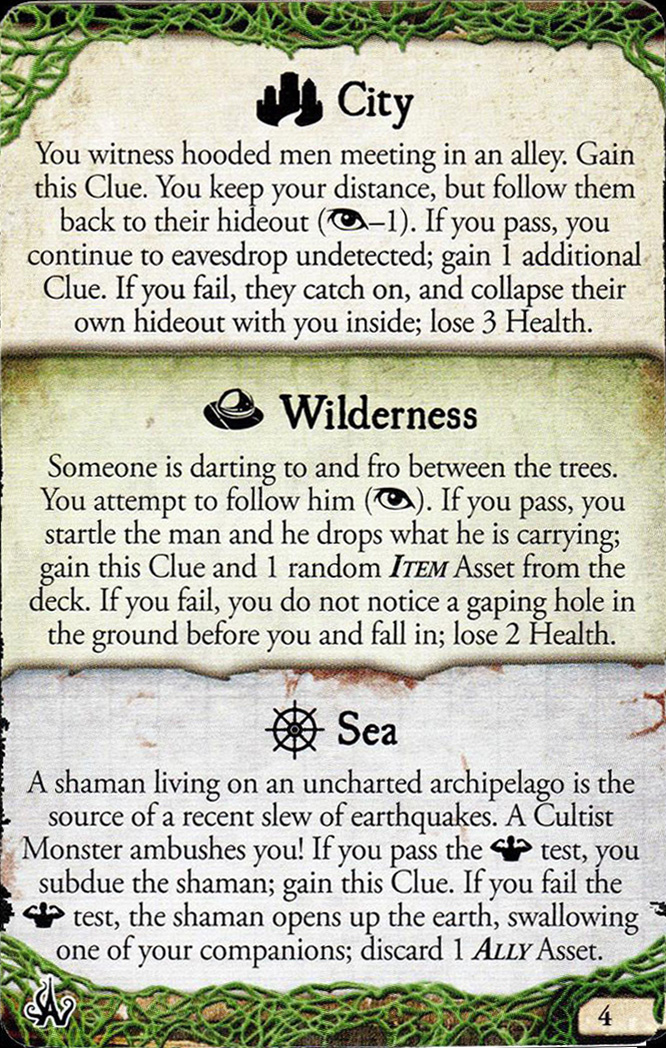 City
You witness hooded men meeting in an alley. Gain
this Clue. You keep your distance, but follow them
back to their hideout (–1). If you pass, you
continue to eavesdrop undetected; gain 1 additional
Clue. If you fail, they catch on, and collapse their
own hideout with you inside; lose 3 Health.
Wilderness
Someone is darting to and fro between the trees.
You attempt to follow him (). If you pass, you
startle the man and he drops what he is carrying;
gain this Clue and 1 random ITEM Asset from the
deck. If you fail, you do not notice a gaping hole in
the ground before you and fall in; lose 2 Health.
Sea
A shaman living on an uncharted archipelago is the
source of a recent slew of earthquakes. A Cultist
Monster ambushes you! If you pass the test, you
subdue the shaman; gain this Clue. If you fail the
test, the shaman opens up the earth, swallowing
one of your companions; discard 1 ALLY Asset.
4